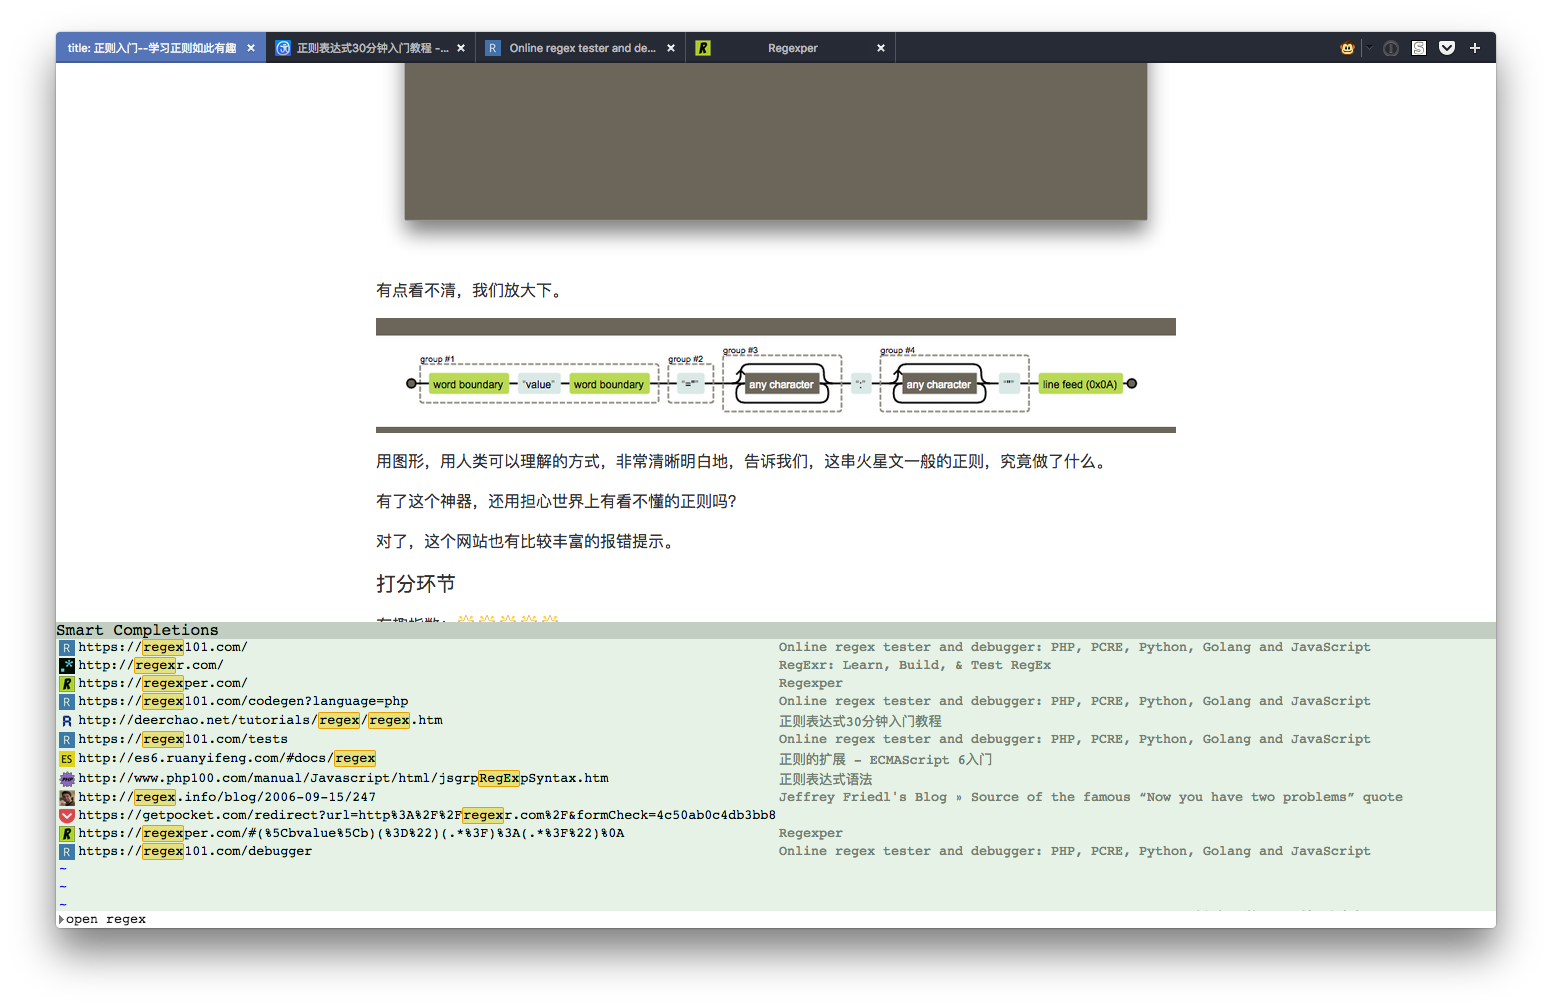 title: 正则入门--学习正则如此有趣
正则表达式30分钟入门教程 -...
Online regex tester and de...
Regexper
有点看不清，我们放大下。
group #1
group #2
group #3
group #4
word boundary "value" word boundary "="" any character ":" any character """ line feed (0x0A)
用图形，用人类可以理解的方式，非常清晰明白地，告诉我们，这串火星文一般的正则，究竟做了什么。
有了这个神器，还用担心世界上有看不懂的正则吗？
对了，这个网站也有比较丰富的报错提示。
打分环节
Smart Completions
https://regex101.com/ Online regex tester and debugger: PHP, PCRE, Python, Golang and JavaScript
http://regexr.com/ RegExr: Learn, Build, & Test RegEx
https://regexper.com/ Regexper
https://regex101.com/codegen?language=php Online regex tester and debugger: PHP, PCRE, Python, Golang and JavaScript
http://deerchao.net/tutorials/regex/regex.htm 正则表达式30分钟入门教程
https://regex101.com/tests Online regex tester and debugger: PHP, PCRE, Python, Golang and JavaScript
http://es6.ruanyifeng.com/#docs/regex 正则的扩展 - ECMAScript 6入门
http://www.php100.com/manual/Javascript/html/jsgrpRegExpSyntax.htm 正则表达式语法
http://regex.info/blog/2006-09-15/247 Jeffrey Friedl's Blog » Source of the famous “Now you have two problems” quote
https://getpocket.com/redirect?url=http%3A%2F%2Fregexr.com%2F&formCheck=4c50ab0c4db3bb8
https://regexper.com/#(%5Cbvalue%5Cb)(%3D%22)(.*%3F)%3A(.*%3F%22)%0A Regexper
https://regex101.com/debugger Online regex tester and debugger: PHP, PCRE, Python, Golang and JavaScript
~
~
~
open regex